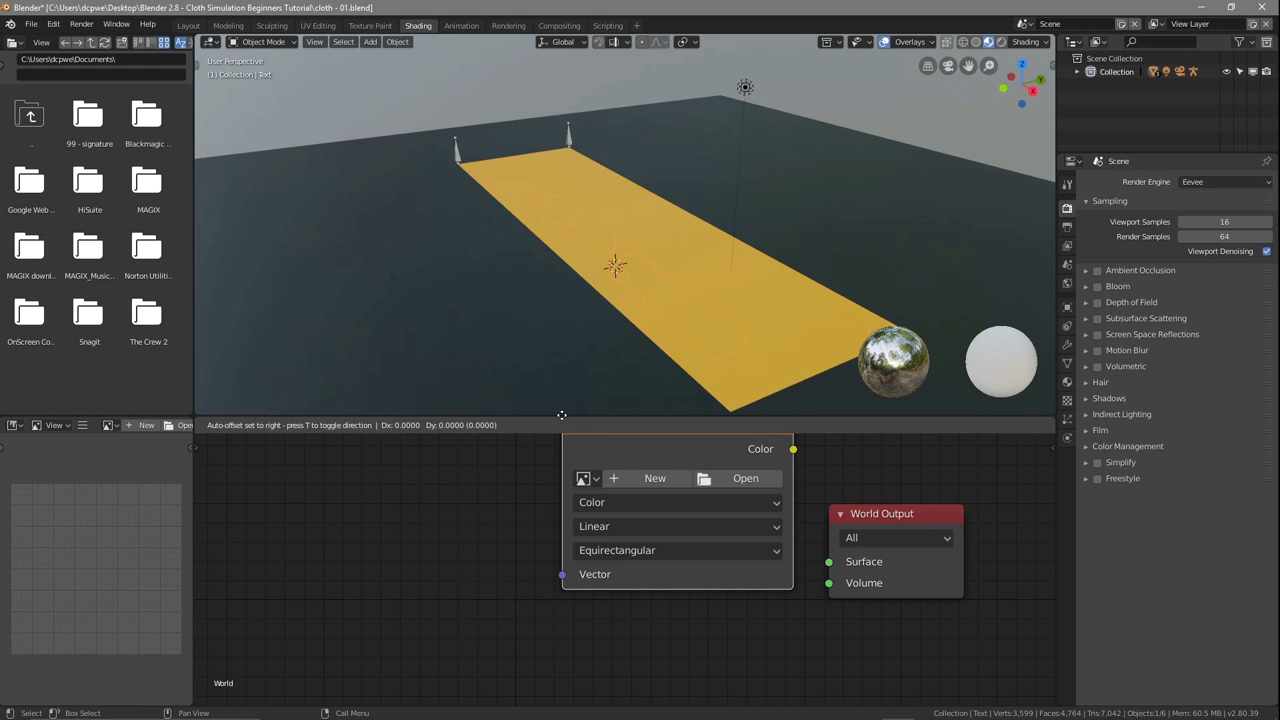 Blender* [C:\Users\dcpwe\Desktop\Blender 2.8 - Cloth Simulation Beginners Tutorial\cloth - 01.blend]
File Edit Render Window Help Layout Modeling Sculpting UV Editing Texture Paint Shading Animation Rendering Compositing Scripting Scene View Layer
View Object Mode View Select Add Object Global Overlays Shading
C:\Users\dcpwe\Documents\
User Perspective
(1) Collection | Text
Scene Collection
Collection
..
99 - signature
Blackmagic ..
Google Web ..
HiSuite
MAGIX
MAGIX downl..
MAGIX_Music..
Norton Utiliti..
OnScreen Co..
Snagit
The Crew 2
X
Y
Z
Scene
Render Engine Eevee
Sampling
Viewport Samples 16
Render Samples 64
Viewport Denoising
Ambient Occlusion
Bloom
Depth of Field
Subsurface Scattering
Screen Space Reflections
Motion Blur
Volumetric
Hair
Shadows
Indirect Lighting
Film
Color Management
Simplify
Freestyle
View New Open
Auto-offset set to right - press T to toggle direction | Dx: 0.0000 Dy: 0.0000 (0.0000)
Color
New Open
Color
Linear
Equirectangular
Vector
World Output
All
Surface
Volume
World
Select Box Select Pan View Call Menu Collection | Text | Verts:3,599 | Faces:4,764 | Tris:7,042 | Objects:1/6 | Mem: 60.5 MB | v2.80.39